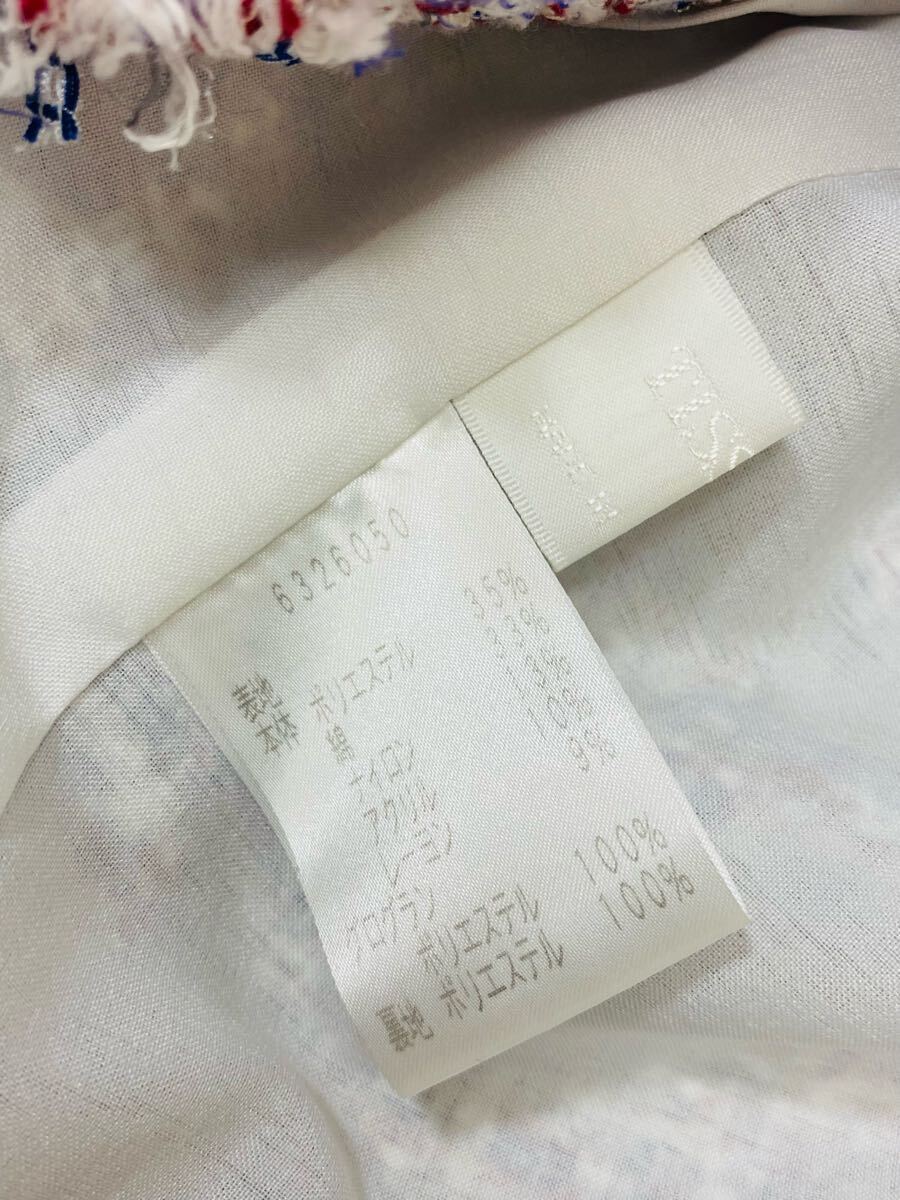 6326050
表地
本体 ポリエステル 35%
綿 33%
ナイロン 13%
アクリル 10%
レーヨン 9%
グログラン
ポリエステル 100%
裏地 ポリエステル 100%